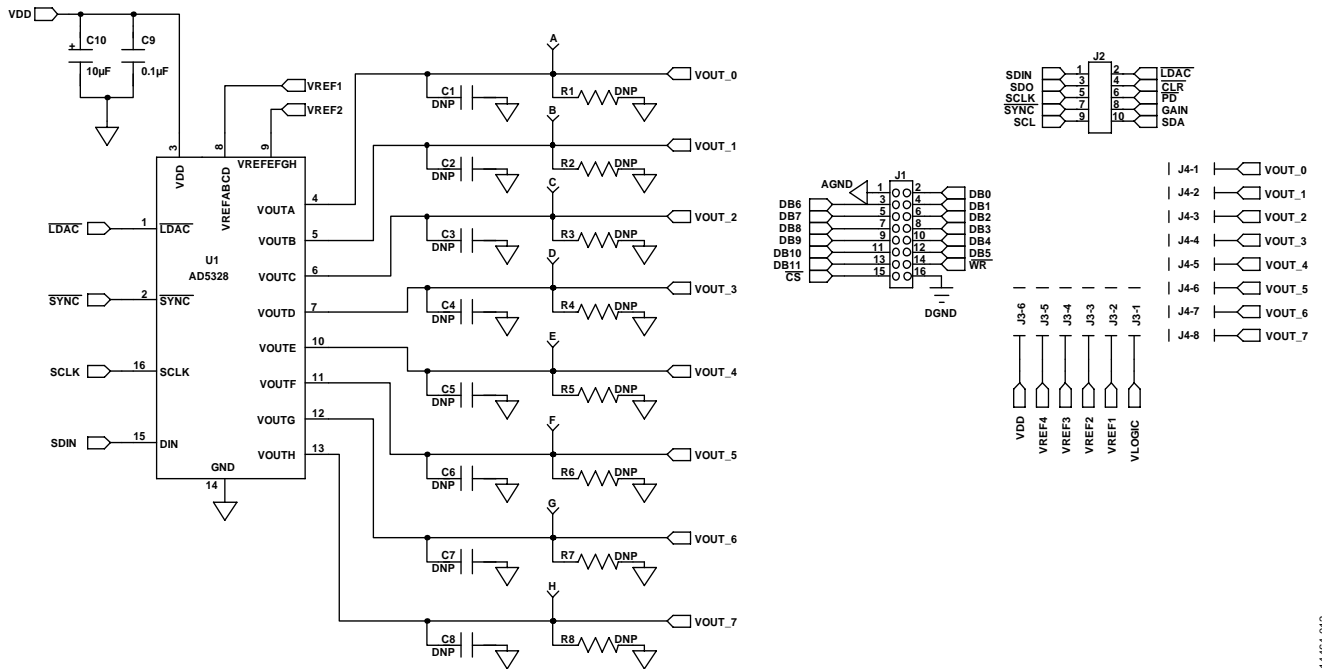 VDD
C10
C9
+
10µF
0.1µF
VREF1
VREF2
3
8
9
VDD
VREFABCD
VREFEFGH
U1
AD5328
LDAC
1
LDAC
SYNC
2
SYNC
SCLK
16
SCLK
SDIN
15
DIN
GND
14
VOUTA
4
VOUTB
5
VOUTC
6
VOUTD
7
VOUTE
10
VOUTF
11
VOUTG
12
VOUTH
13
A
C1
DNP
R1
DNP
VOUT_0
B
C2
DNP
R2
DNP
VOUT_1
C
C3
DNP
R3
DNP
VOUT_2
D
C4
DNP
R4
DNP
VOUT_3
E
C5
DNP
R5
DNP
VOUT_4
F
C6
DNP
R6
DNP
VOUT_5
G
C7
DNP
R7
DNP
VOUT_6
H
C8
DNP
R8
DNP
VOUT_7
J2
SDIN 1 2 LDAC
SDO 3 4 CLR
SCLK 5 6 PD
SYNC 7 8 GAIN
SCL 9 10 SDA
J1
AGND 1 2 DB0
DB6 3 4 DB1
DB7 5 6 DB2
DB8 7 8 DB3
DB9 9 10 DB4
DB10 11 12 DB5
DB11 13 14 WR
CS 15 16
DGND
J4-1 VOUT_0
J4-2 VOUT_1
J4-3 VOUT_2
J4-4 VOUT_3
J4-5 VOUT_4
J4-6 VOUT_5
J4-7 VOUT_6
J4-8 VOUT_7
J3-6 VDD
J3-5 VREF4
J3-4 VREF3
J3-3 VREF2
J3-2 VREF1
J3-1 VLOGIC